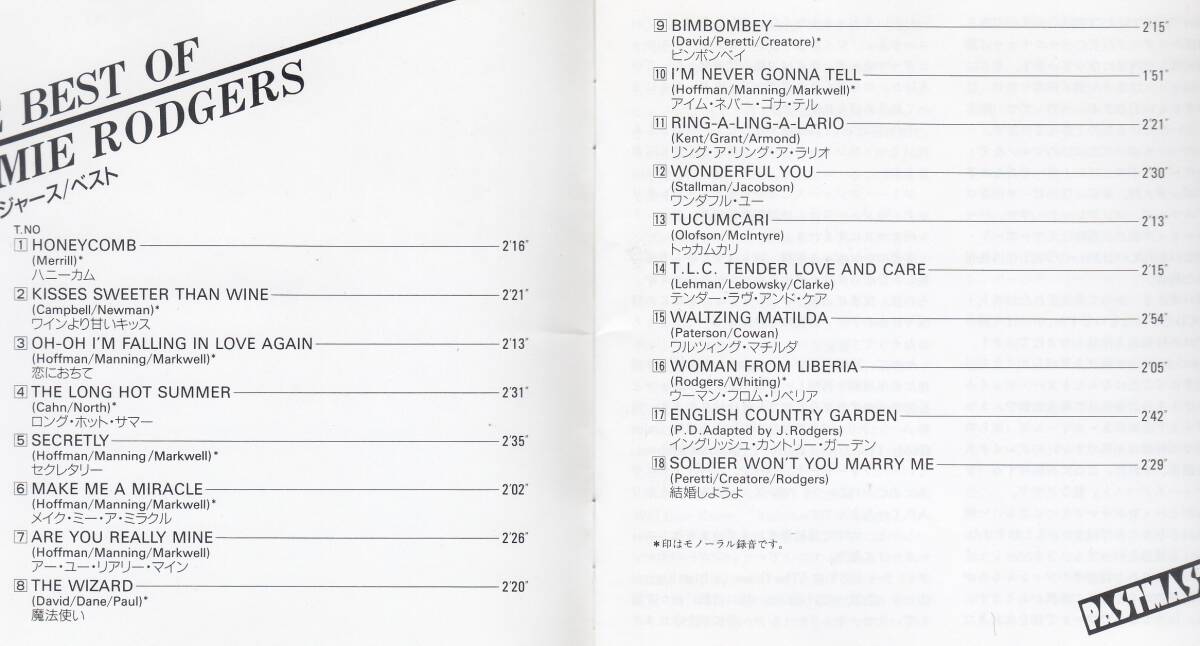 BEST OF
MIE RODGERS
ジャース/ベスト
T.NO
1 HONEYCOMB 2'16"
(Merrill)*
ハニーカム
2 KISSES SWEETER THAN WINE 2'21"
(Campbell/Newman)*
ワインより甘いキッス
3 OH-OH I'M FALLING IN LOVE AGAIN 2'13"
(Hoffman/Manning/Markwell)*
恋におちて
4 THE LONG HOT SUMMER 2'31"
(Cahn/North)*
ロング・ホット・サマー
5 SECRETLY 2'35"
(Hoffman/Manning/Markwell)*
セクレタリー
6 MAKE ME A MIRACLE 2'02"
(Hoffman/Manning/Markwell)*
メイク・ミー・ア・ミラクル
7 ARE YOU REALLY MINE 2'26"
(Hoffman/Manning/Markwell)
アー・ユー・リアリー・マイン
8 THE WIZARD 2'20"
(David/Dane/Paul)*
魔法使い
9 BIMBOMBEY 2'15"
(David/Peretti/Creatore)*
ビンボンベイ
10 I'M NEVER GONNA TELL 1'51"
(Hoffman/Manning/Markwell)*
アイム・ネバー・ゴナ・テル
11 RING-A-LING-A-LARIO 2'21"
(Kent/Grant/Armond)
リング・ア・リング・ア・ラリオ
12 WONDERFUL YOU 2'30"
(Stallman/Jacobson)
ワンダフル・ユー
13 TUCUMCARI 2'13"
(Olofson/McIntyre)
トゥカムカリ
14 T.L.C. TENDER LOVE AND CARE 2'15"
(Lehman/Lebowsky/Clarke)
テンダー・ラヴ・アンド・ケア
15 WALTZING MATILDA 2'54"
(Paterson/Cowan)
ワルツィング・マチルダ
16 WOMAN FROM LIBERIA 2'05"
(Rodgers/Whiting)*
ウーマン・フロム・リベリア
17 ENGLISH COUNTRY GARDEN 2'42"
(P.D.Adapted by J.Rodgers)
イングリッシュ・カントリー・ガーデン
18 SOLDIER WON'T YOU MARRY ME 2'29"
(Peretti/Creatore/Rodgers)
結婚しようよ
*印はモノーラル録音です。
PASTMAS